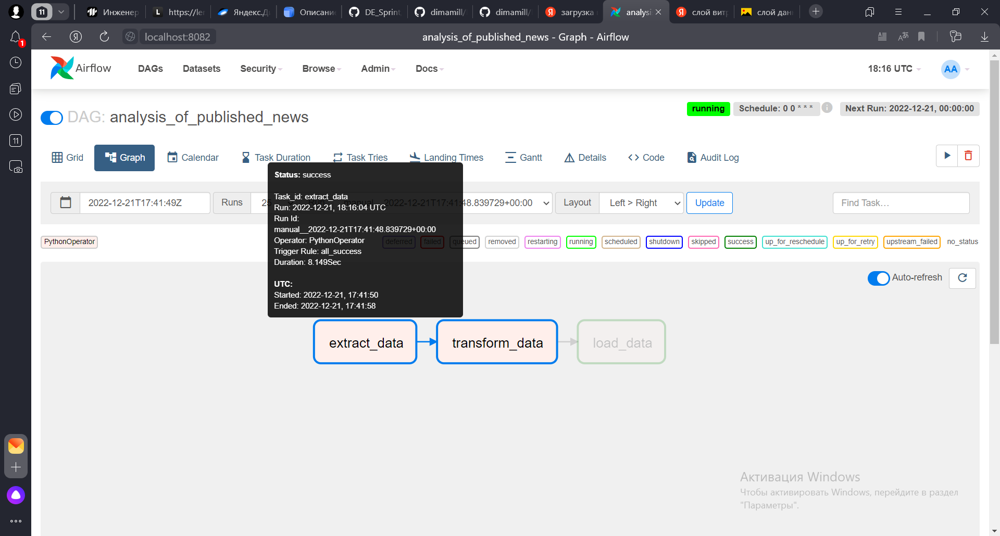 11
Инженер
L
https://ler
Яндекс.Д
Описани
DE_Sprint
dimamill/
dimamill/
Я
загрузка
analysi
Я
слой вит
слой дан
1
Я
localhost:8082
analysis_of_published_news - Graph - Airflow
11
Airflow
DAGs
Datasets
Security
Browse
Admin
Docs
18:16 UTC
AA
DAG: analysis_of_published_news
running
Schedule: 0 0 * * *
i
Next Run: 2022-12-21, 00:00:00
Grid
Graph
Calendar
Task Duration
Task Tries
Landing Times
Gantt
Details
Code
Audit Log
2022-12-21T17:41:49Z
Runs
25
Run
manual__2022-12-21T17:41:48.839729+00:00
Layout
Left > Right
Update
Find Task...
Status: success
Task_id: extract_data
Run: 2022-12-21, 18:16:04 UTC
Run Id:
manual__2022-12-21T17:41:48.839729+00:00
Operator: PythonOperator
Trigger Rule: all_success
Duration: 8.149Sec
UTC:
Started: 2022-12-21, 17:41:50
Ended: 2022-12-21, 17:41:58
PythonOperator
deferred
failed
queued
removed
restarting
running
scheduled
shutdown
skipped
success
up_for_reschedule
up_for_retry
upstream_failed
no_status
Auto-refresh
extract_data
transform_data
load_data
Активация Windows
Чтобы активировать Windows, перейдите в раздел
"Параметры".